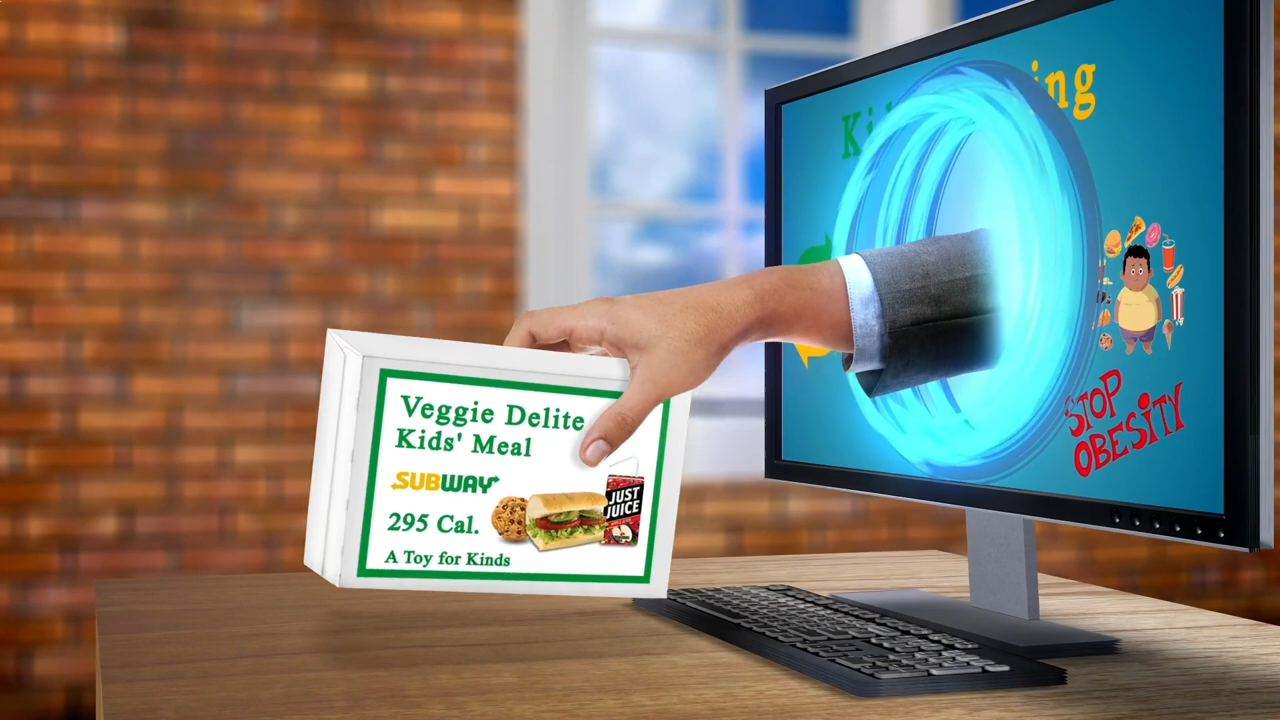 Veggie Delite
Kids' Meal
SUBWAY
295 Cal.
A Toy for Kinds
JUST
JUICE
STOP
OBESITY